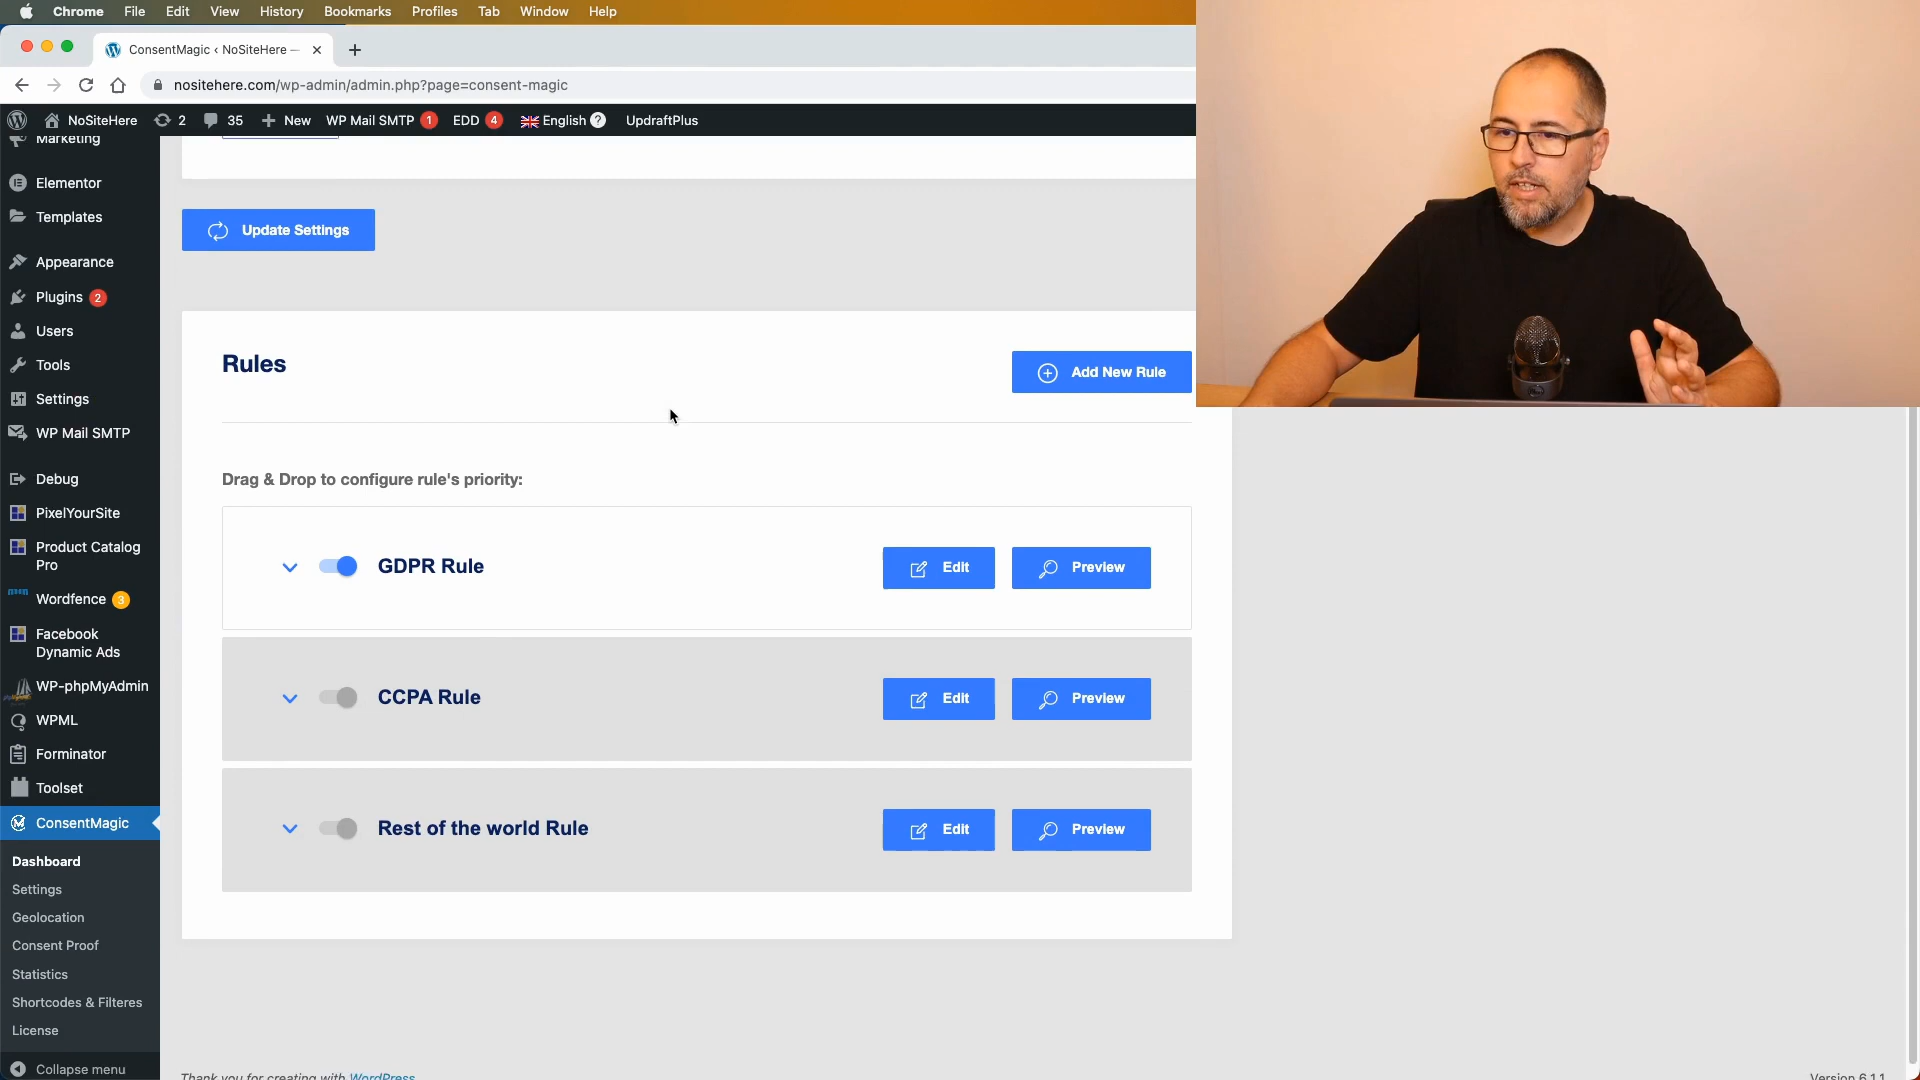 Chrome File Edit View History Bookmarks Profiles Tab Window Help
ConsentMagic ‹ NoSiteHere —
nositehere.com/wp-admin/admin.php?page=consent-magic
NoSiteHere 2 35 New WP Mail SMTP 1 EDD 4 English ? UpdraftPlus
Marketing
Elementor
Templates
Appearance
Plugins 2
Users
Tools
Settings
WP Mail SMTP
Debug
PixelYourSite
Product Catalog
Pro
Wordfence 3
Facebook
Dynamic Ads
WP-phpMyAdmin
WPML
Forminator
Toolset
ConsentMagic
Dashboard
Settings
Geolocation
Consent Proof
Statistics
Shortcodes & Filteres
License
Collapse menu
Update Settings
Rules
Add New Rule
Drag & Drop to configure rule's priority:
GDPR Rule Edit Preview
CCPA Rule Edit Preview
Rest of the world Rule Edit Preview
Thank you for creating with WordPress
Version 6.1.1